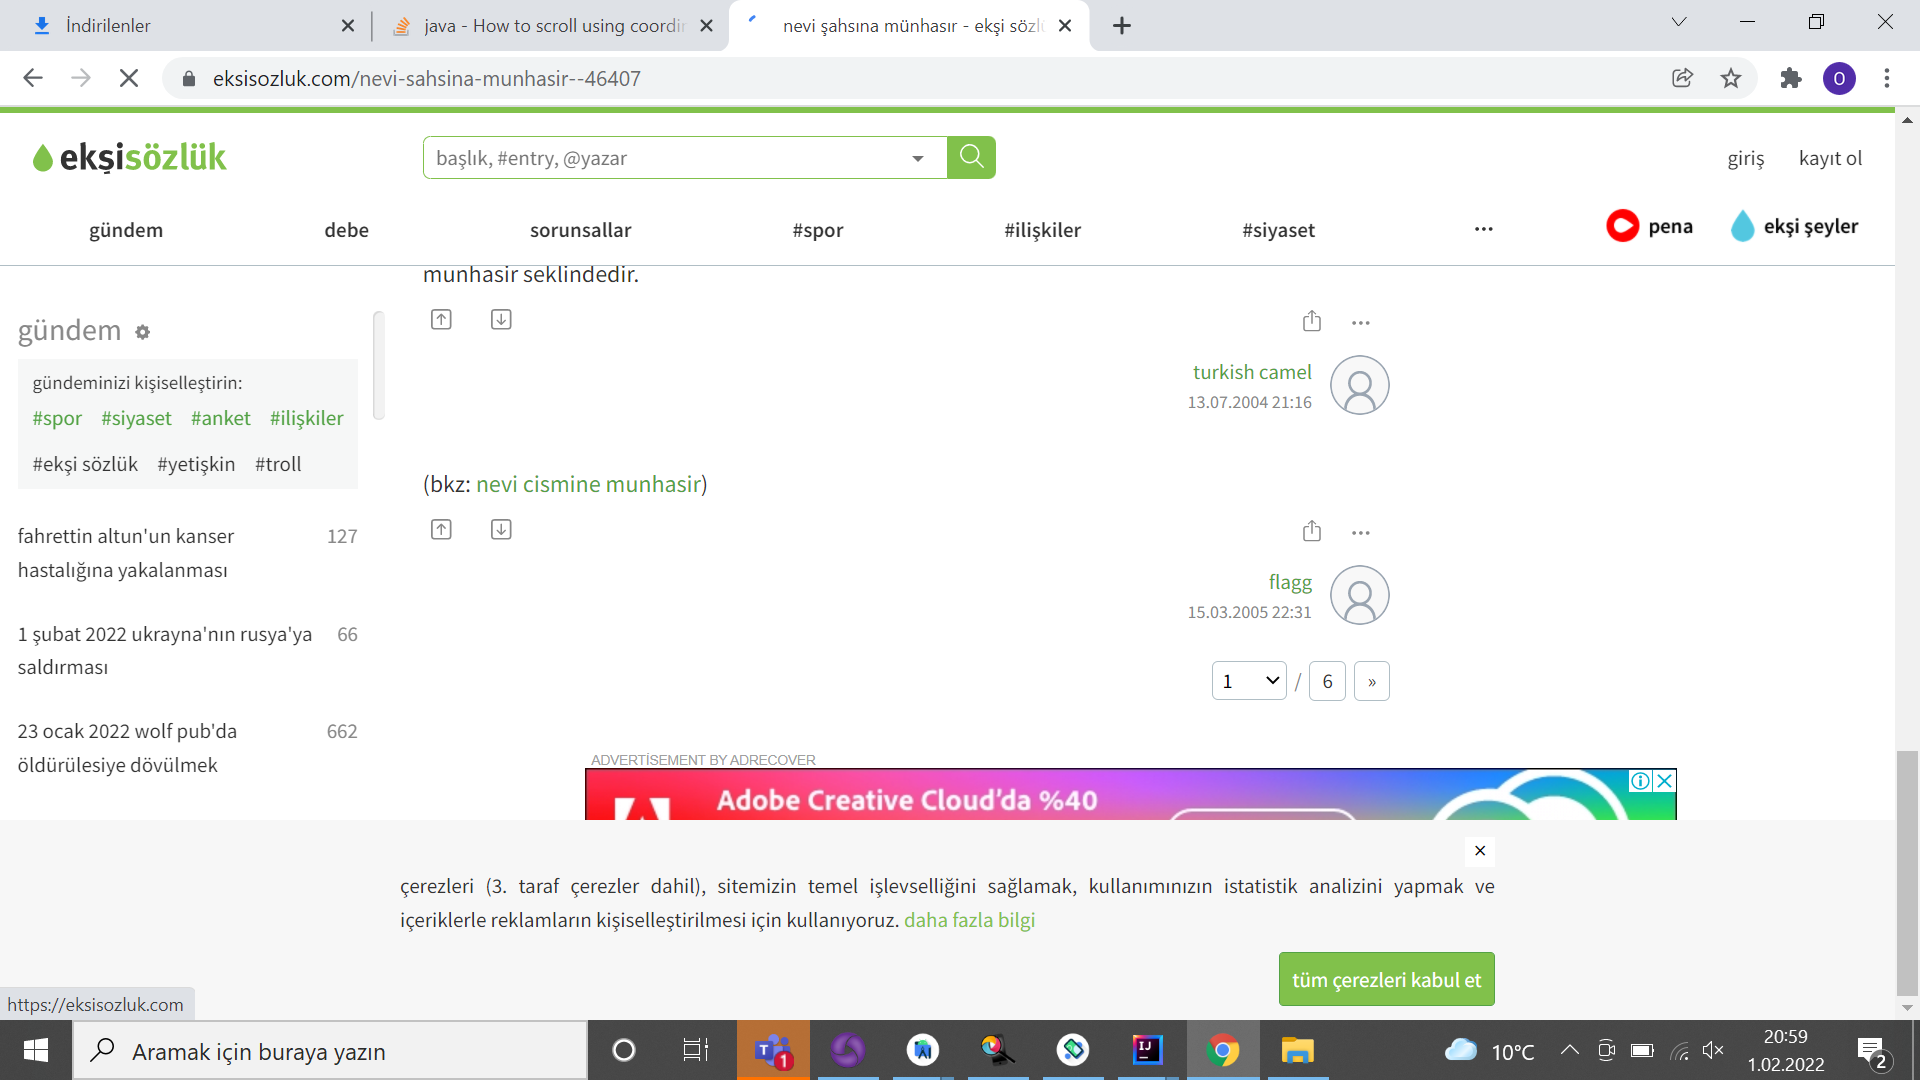 İndirilenler
java - How to scroll using coordin
nevi şahsına münhasır - ekşi sözlü
eksisozluk.com/nevi-sahsina-munhasir--46407
O
ekşisözlük
başlık, #entry, @yazar
giriş
kayıt ol
gündem
debe
sorunsallar
#spor
#ilişkiler
#siyaset
...
pena
ekşi şeyler
munhasir seklindedir.
gündem
gündeminizi kişiselleştirin:
#spor #siyaset #anket #ilişkiler
#ekşi sözlük #yetişkin #troll
turkish camel
13.07.2004 21:16
(bkz: nevi cismine munhasir)
fahrettin altun'un kanser 127
hastalığına yakalanması
flagg
15.03.2005 22:31
1 şubat 2022 ukrayna'nın rusya'ya 66
saldırması
1 / 6 »
23 ocak 2022 wolf pub'da 662
öldürülesiye dövülmek
ADVERTİSEMENT BY ADRECOVER
Adobe Creative Cloud'da %40
çerezleri (3. taraf çerezler dahil), sitemizin temel işlevselliğini sağlamak, kullanımınızın istatistik analizini yapmak ve
içeriklerle reklamların kişiselleştirilmesi için kullanıyoruz. daha fazla bilgi
tüm çerezleri kabul et
https://eksisozluk.com
Aramak için buraya yazın
T
1
IJ
10°C
20:59
1.02.2022
2